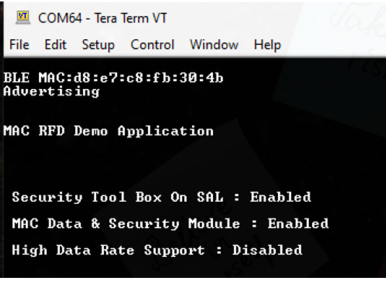 COM64 - Tera Term VT
File Edit Setup Control Window Help
BLE MAC:d8:e7:c8:fb:30:4b
Advertising
MAC RFD Demo Application
Security Tool Box On SAL : Enabled
MAC Data & Security Module : Enabled
High Data Rate Support : Disabled